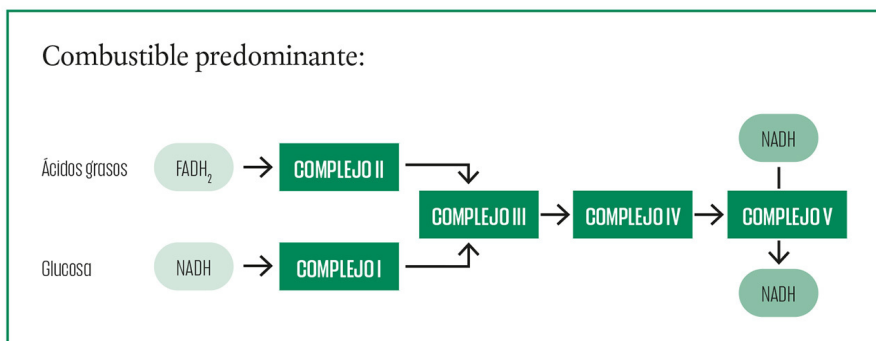 Combustible predominante:
NADH
Ácidos grasos
FADH2
COMPLEJO II
COMPLEJO III
COMPLEJO IV
COMPLEJO V
Glucosa
NADH
COMPLEJO I
NADH